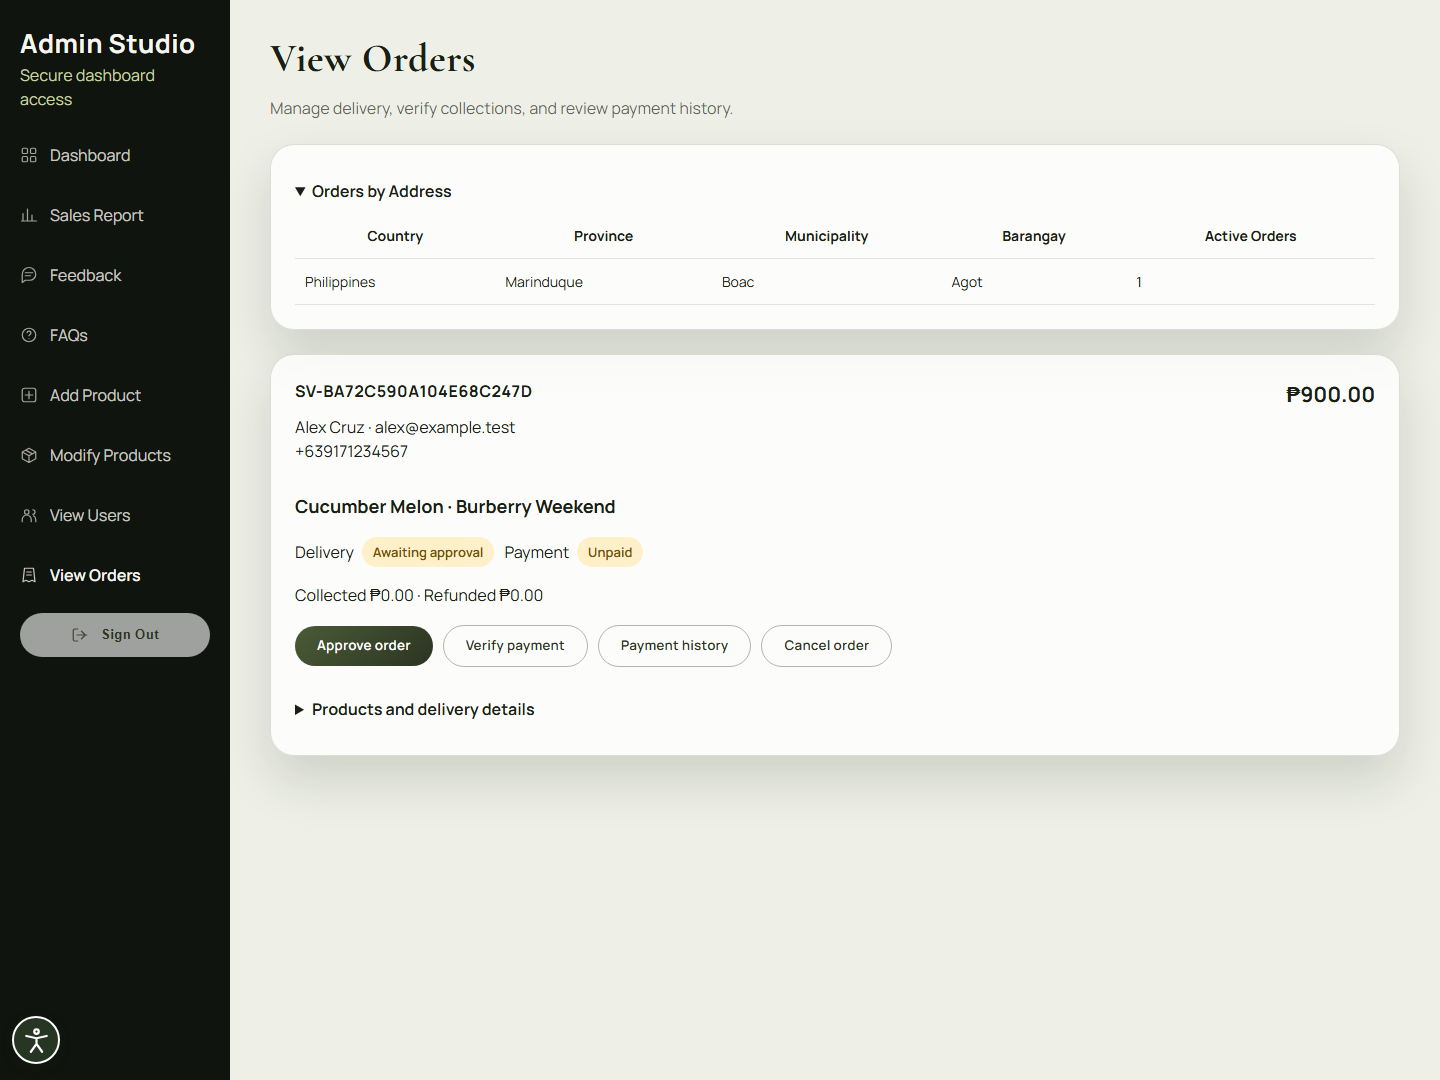 Admin Studio
Secure dashboard
access
Dashboard
Sales Report
Feedback
FAQs
Add Product
Modify Products
View Users
View Orders
Sign Out
View Orders
Manage delivery, verify collections, and review payment history.
▼ Orders by Address
Country Province Municipality Barangay Active Orders
Philippines Marinduque Boac Agot 1
SV-BA72C590A104E68C247D ₱900.00
Alex Cruz · alex@example.test
+639171234567
Cucumber Melon · Burberry Weekend
Delivery Awaiting approval Payment Unpaid
Collected ₱0.00 · Refunded ₱0.00
Approve order Verify payment Payment history Cancel order
▶ Products and delivery details